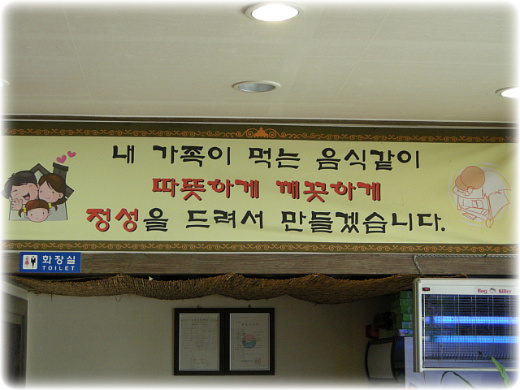 내 가족이 먹는 음식같이
따뜻하게 깨끗하게
정성을 드려서 만들겠습니다.
화장실
TOILET
Killer